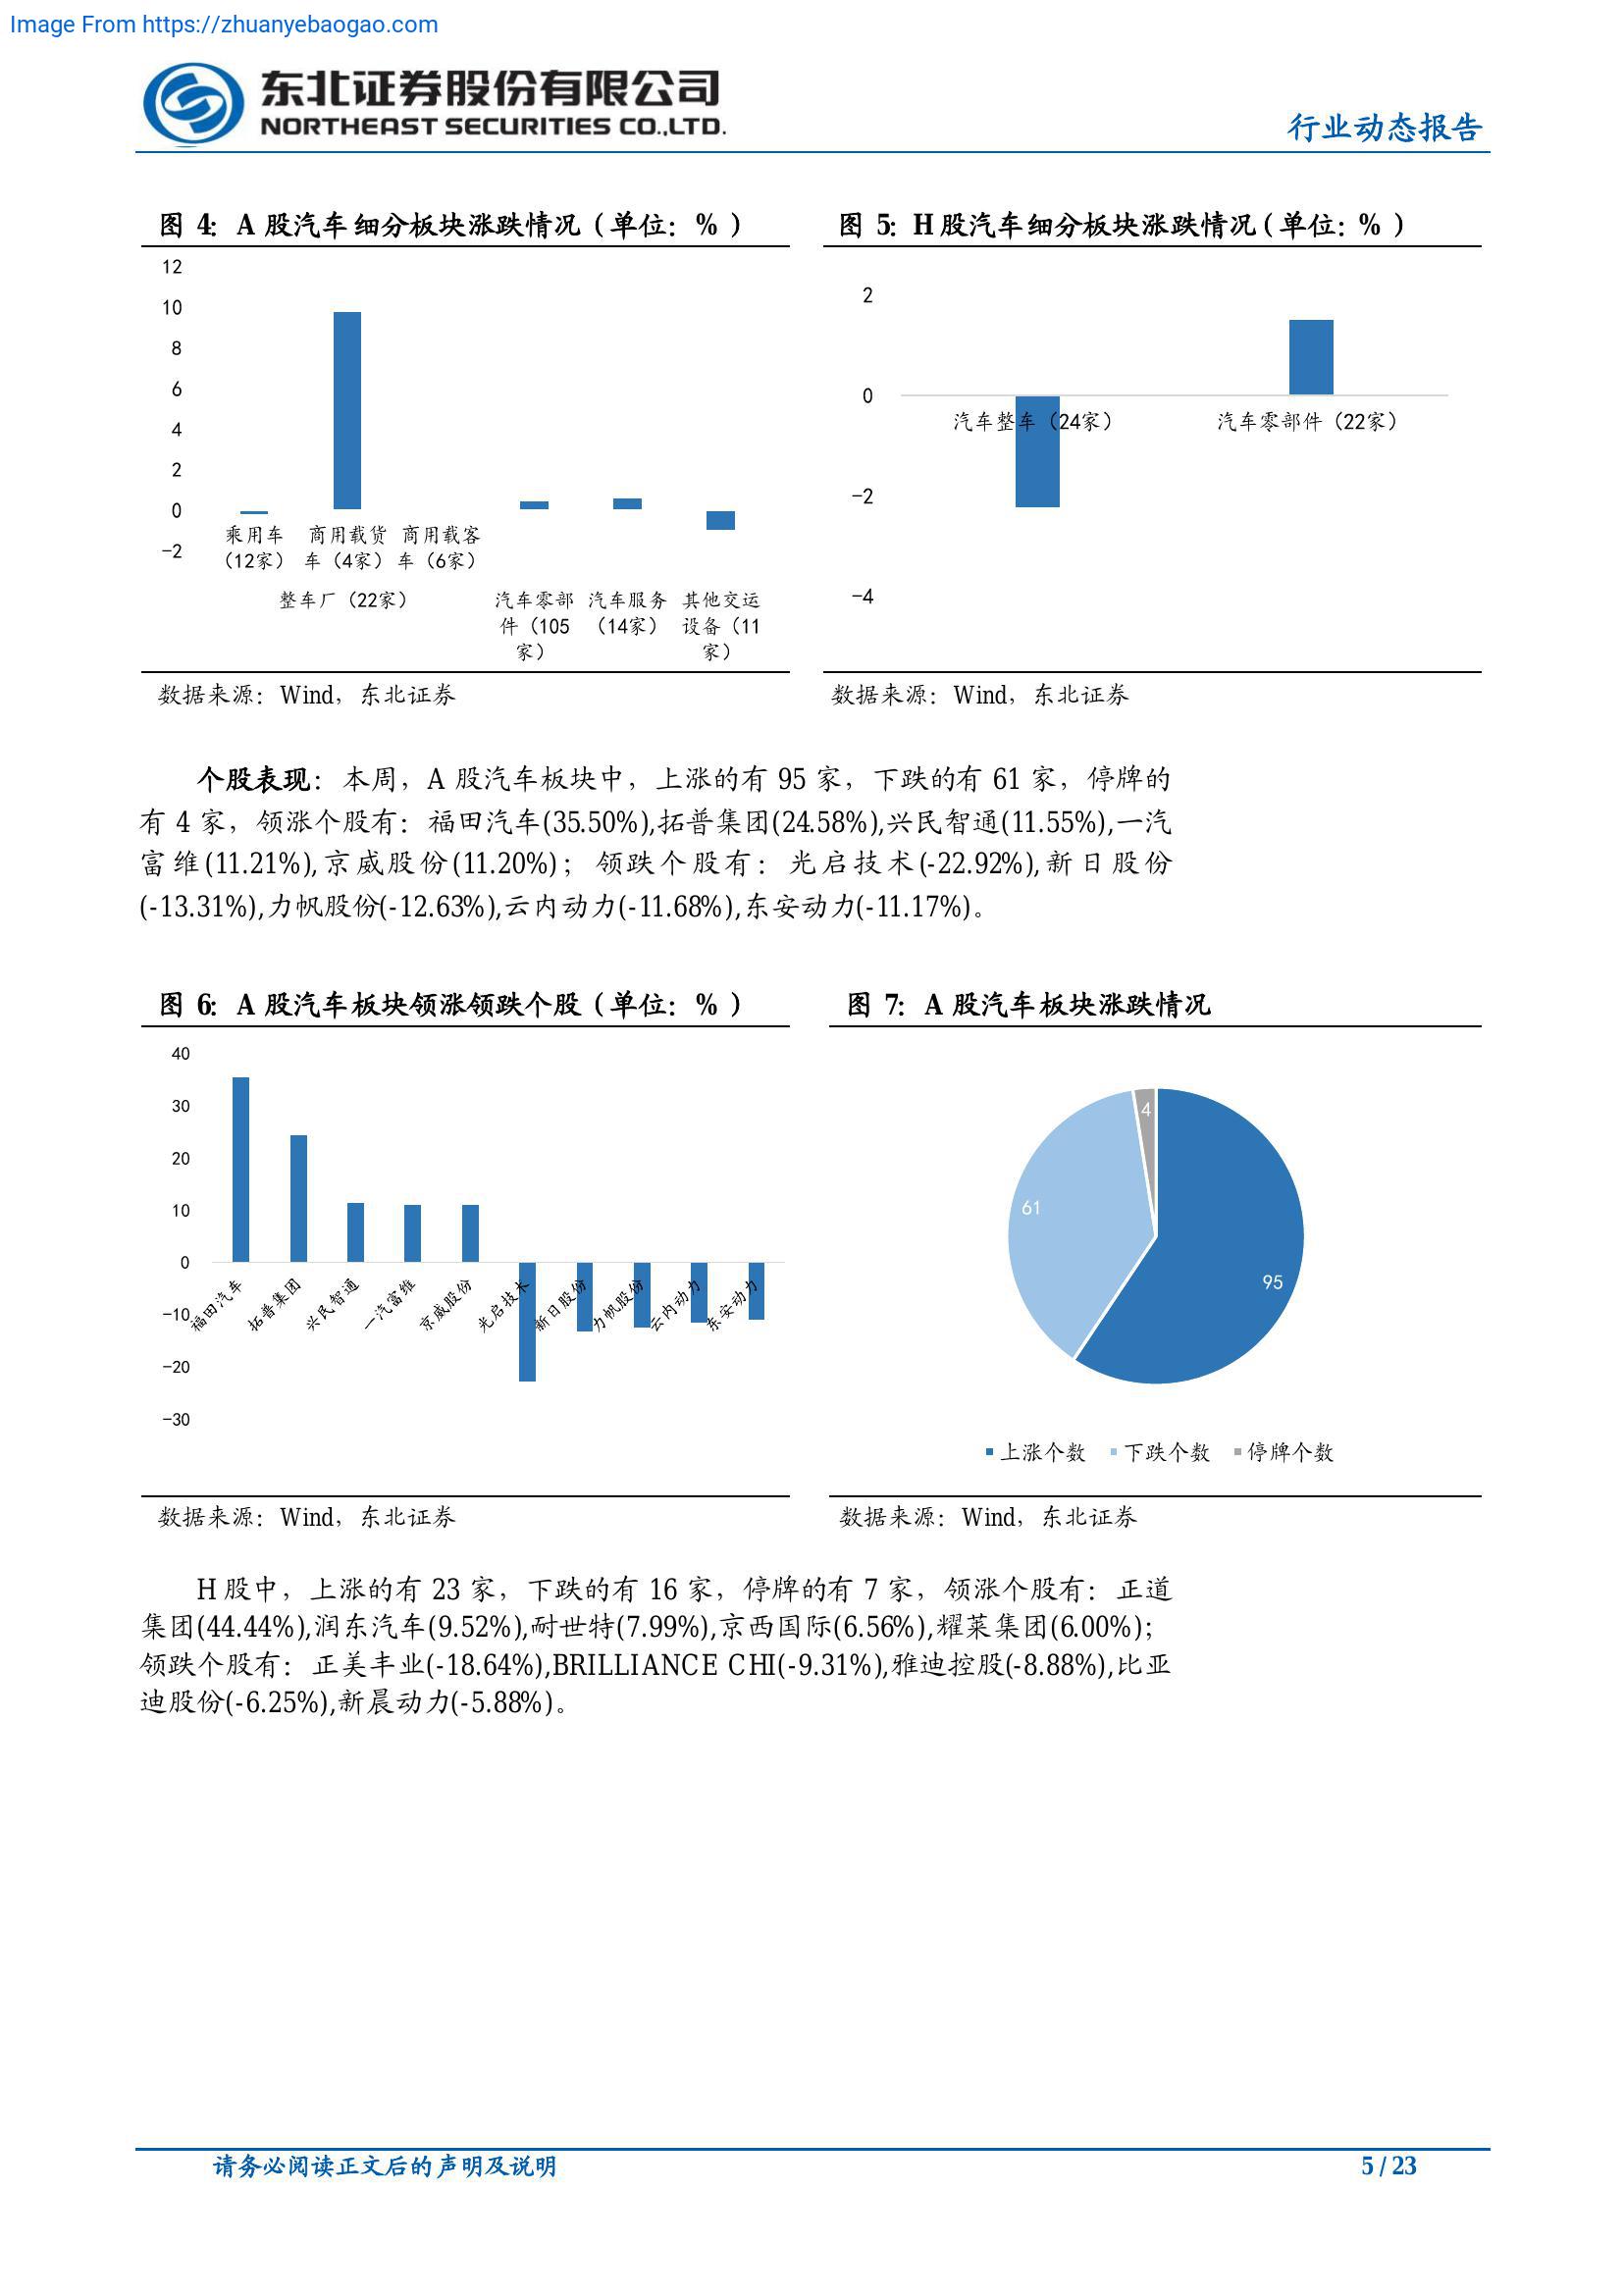 Image From https://zhuanyebaogao.com
东北证券股份有限公司
NORTHEAST SECURITIES CO.,LTD.
行业动态报告
图 4：A 股汽车细分板块涨跌情况（单位：%）
12
10
8
6
4
2
0
-2
乘用车（12家）
商用载货车（4家）
商用载客车（6家）
整车厂（22家）
汽车零部件（105家）
汽车服务（14家）
其他交运设备（11家）
数据来源：Wind，东北证券
图 5：H 股汽车细分板块涨跌情况（单位：%）
2
0
-2
-4
汽车整车（24家）
汽车零部件（22家）
数据来源：Wind，东北证券
个股表现：本周，A 股汽车板块中，上涨的有 95 家，下跌的有 61 家，停牌的
有 4 家，领涨个股有：福田汽车(35.50%),拓普集团(24.58%),兴民智通(11.55%),一汽
富维(11.21%),京威股份(11.20%)；领跌个股有：光启技术(-22.92%),新日股份
(-13.31%),力帆股份(-12.63%),云内动力(-11.68%),东安动力(-11.17%)。
图 6：A 股汽车板块领涨领跌个股（单位：%）
40
30
20
10
0
-10
-20
-30
福田汽车
拓普集团
兴民智通
一汽富维
京威股份
光启技术
新日股份
力帆股份
云内动力
东安动力
数据来源：Wind，东北证券
图 7：A 股汽车板块涨跌情况
4
61
95
上涨个数 下跌个数 停牌个数
数据来源：Wind，东北证券
H 股中，上涨的有 23 家，下跌的有 16 家，停牌的有 7 家，领涨个股有：正道
集团(44.44%),润东汽车(9.52%),耐世特(7.99%),京西国际(6.56%),耀莱集团(6.00%)；
领跌个股有：正美丰业(-18.64%),BRILLIANCE CHI(-9.31%),雅迪控股(-8.88%),比亚
迪股份(-6.25%),新晨动力(-5.88%)。
请务必阅读正文后的声明及说明
5 / 23